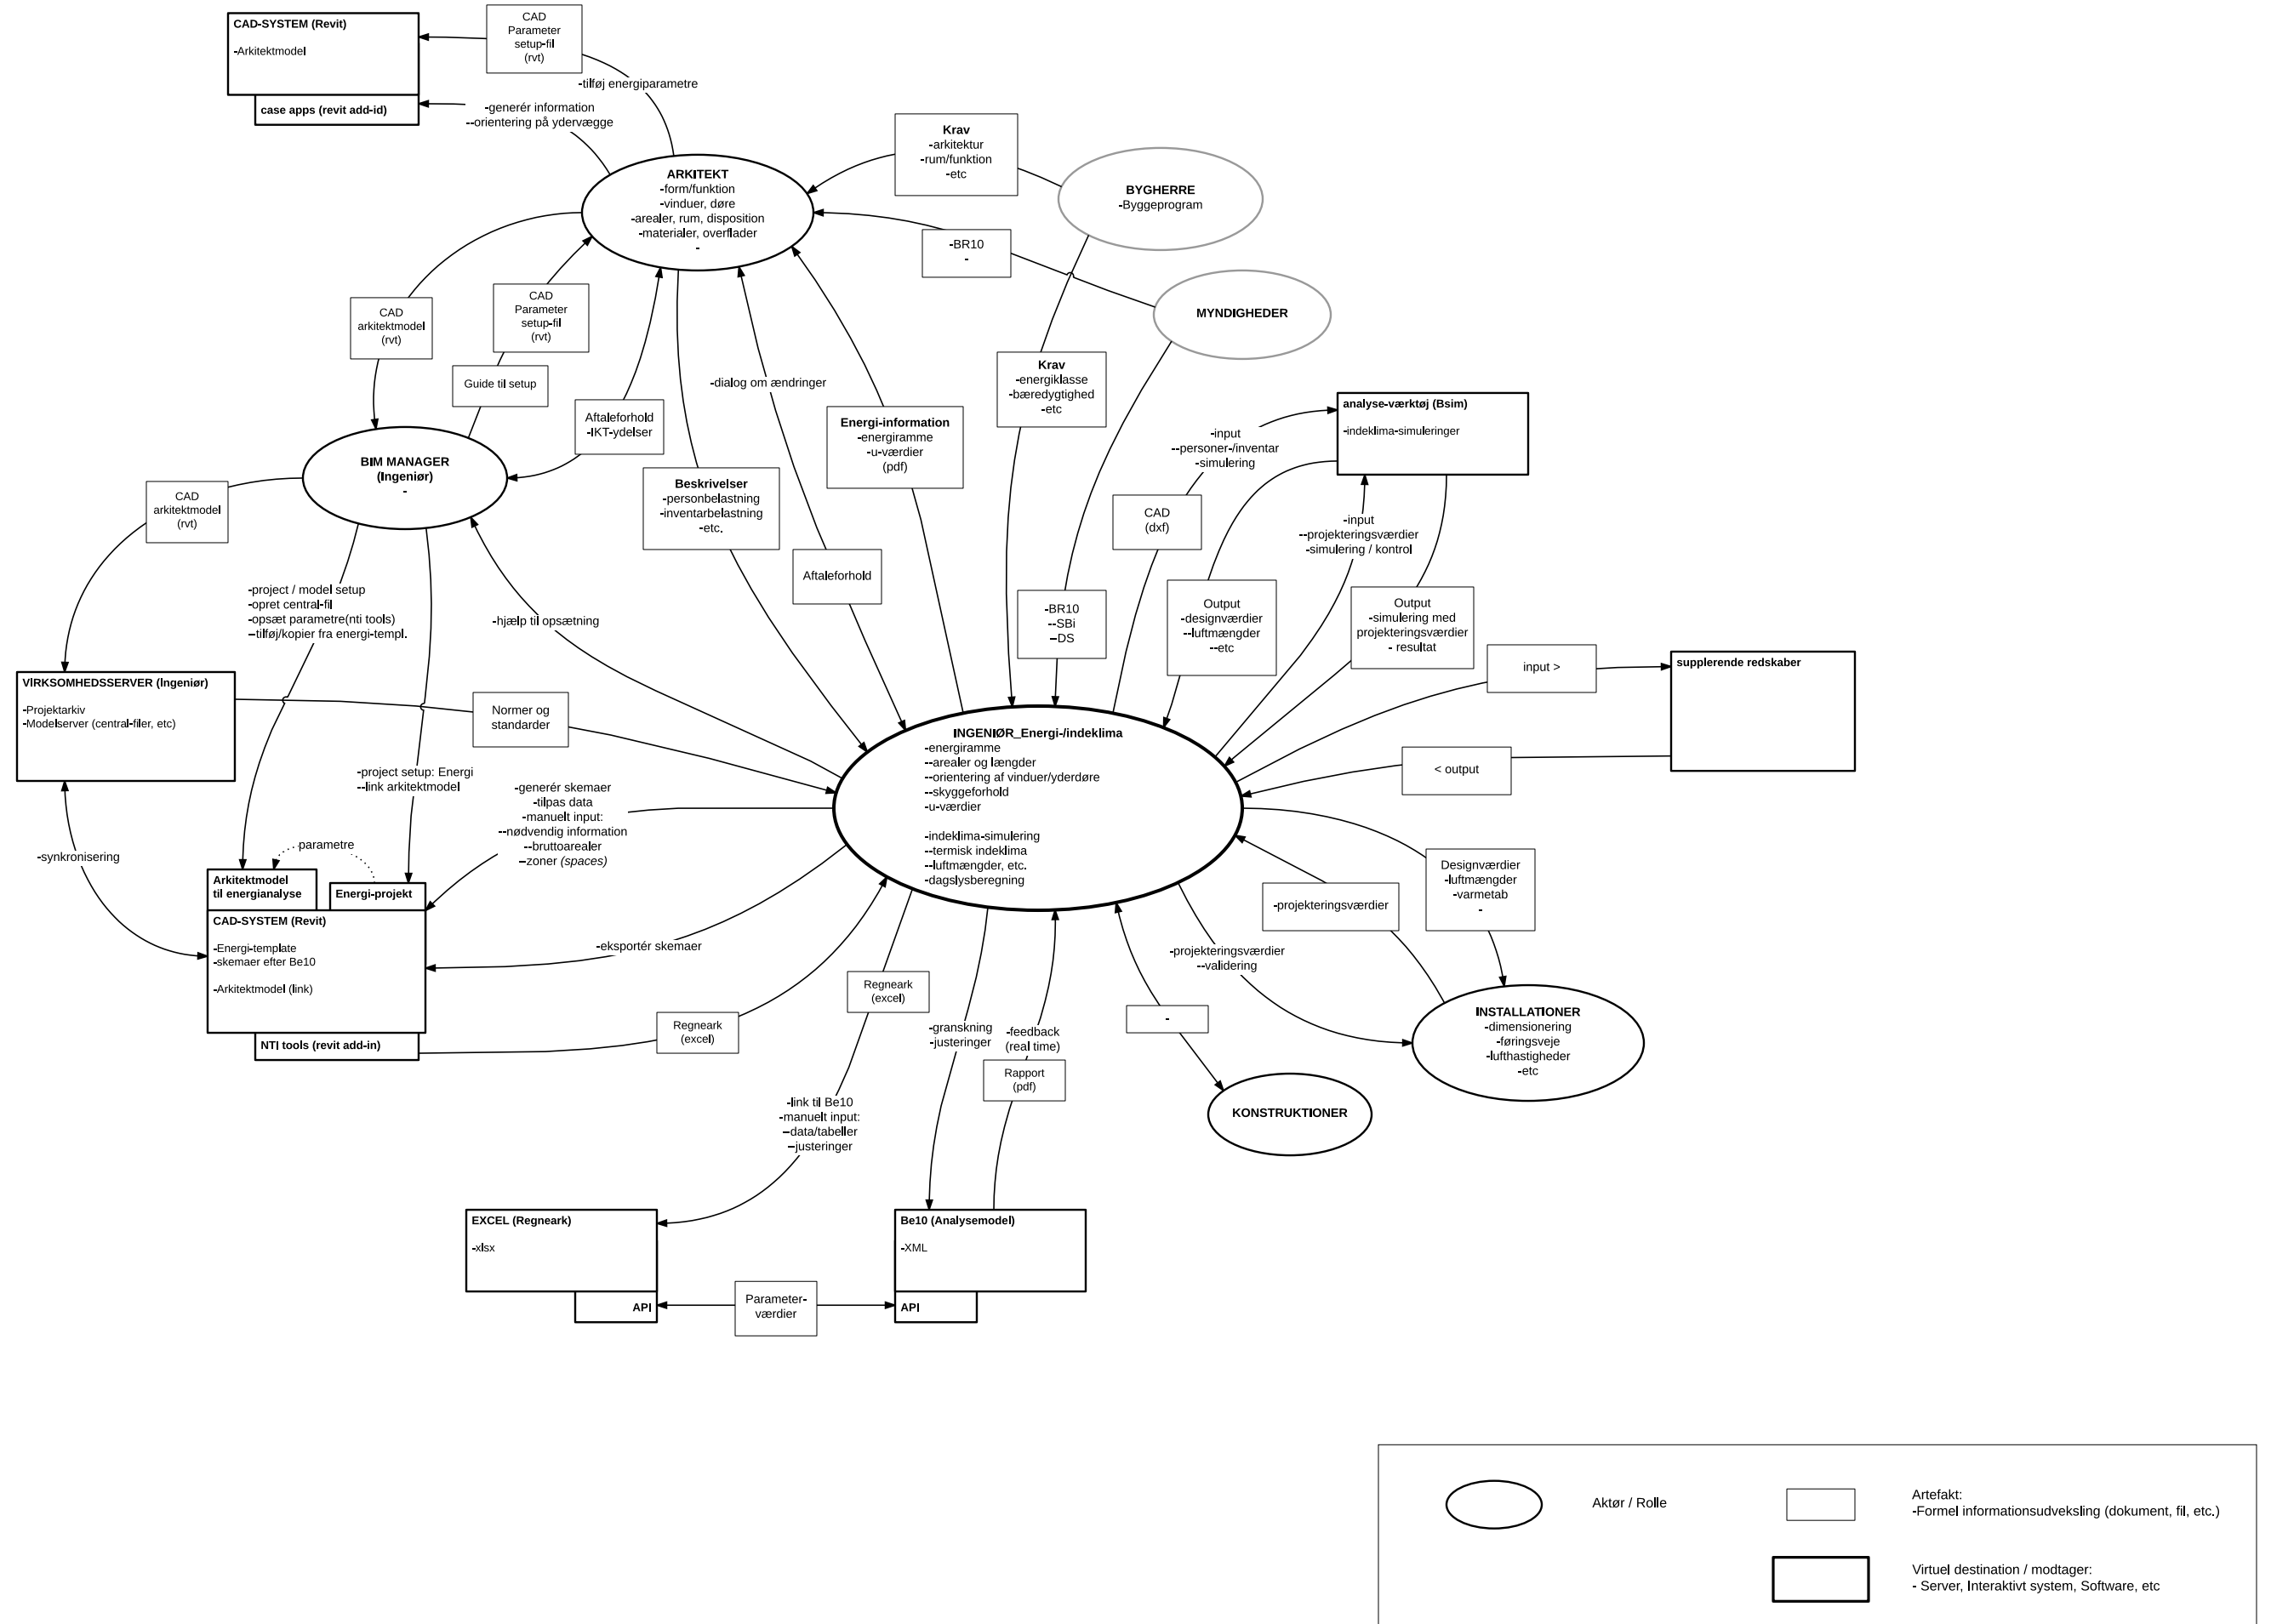 CAD-SYSTEM (Revit)
-Arkitektmodel
case apps (revit add-id)
CAD
Parameter
setup-fil
(rvt)
-tilføj energiparametre
-generér information
--orientering på ydervægge
ARKITEKT
-form/funktion
-vinduer, døre
-arealer, rum, disposition
-materialer, overflader
-
Krav
-arkitektur
-rum/funktion
-etc
BYGHERRE
-Byggeprogram
-BR10
-
MYNDIGHEDER
CAD
arkitektmodel
(rvt)
CAD
Parameter
setup-fil
(rvt)
Guide til setup
Aftaleforhold
-IKT-ydelser
-dialog om ændringer
Energi-information
-energiramme
-u-værdier
(pdf)
Krav
-energiklasse
-bæredygtighed
-etc
analyse-værktøj (Bsim)
-indeklima-simuleringer
-input
--personer-/inventar
-simulering
BIM MANAGER
(Ingeniør)
-
CAD
arkitektmodel
(rvt)
Beskrivelser
-personbelastning
-inventarbelastning
-etc.
CAD
(dxf)
-input
--projekteringsværdier
-simulering / kontrol
Aftaleforhold
-project / model setup
-opret central-fil
-opsæt parametre(nti tools)
--tilføj/kopier fra energi-templ.
-hjælp til opsætning
-BR10
--SBi
--DS
Output
-designværdier
--luftmængder
--etc
Output
-simulering med
projekteringsværdier
- resultat
input >
supplerende redskaber
VIRKSOMHEDSSERVER (Ingeniør)
-Projektarkiv
-Modelserver (central-filer, etc)
Normer og
standarder
< output
INGENIØR_Energi-/indeklima
-energiramme
--arealer og længder
--orientering af vinduer/yderdøre
--skyggeforhold
-u-værdier
-indeklima-simulering
--termisk indeklima
--luftmængder, etc.
-dagslysberegning
-project setup: Energi
--link arkitektmodel
-generér skemaer
-tilpas data
-manuelt input:
--nødvendig information
--bruttoarealer
--zoner (spaces)
-synkronisering
parametre
Arkitektmodel
til energianalyse
Energi-projekt
CAD-SYSTEM (Revit)
-Energi-template
-skemaer efter Be10
-Arkitektmodel (link)
NTI tools (revit add-in)
-eksportér skemaer
Regneark
(excel)
Regneark
(excel)
-granskning
-justeringer
-feedback
(real time)
Rapport
(pdf)
-
-projekteringsværdier
--validering
-projekteringsværdier
Designværdier
-luftmængder
-varmetab
-
INSTALLATIONER
-dimensionering
-føringsveje
-lufthastigheder
-etc
KONSTRUKTIONER
-link til Be10
-manuelt input:
--data/tabeller
--justeringer
EXCEL (Regneark)
-xlsx
API
Parameter-
værdier
Be10 (Analysemodel)
-XML
API
Aktør / Rolle
Artefakt:
-Formel informationsudveksling (dokument, fil, etc.)
Virtuel destination / modtager:
- Server, Interaktivt system, Software, etc